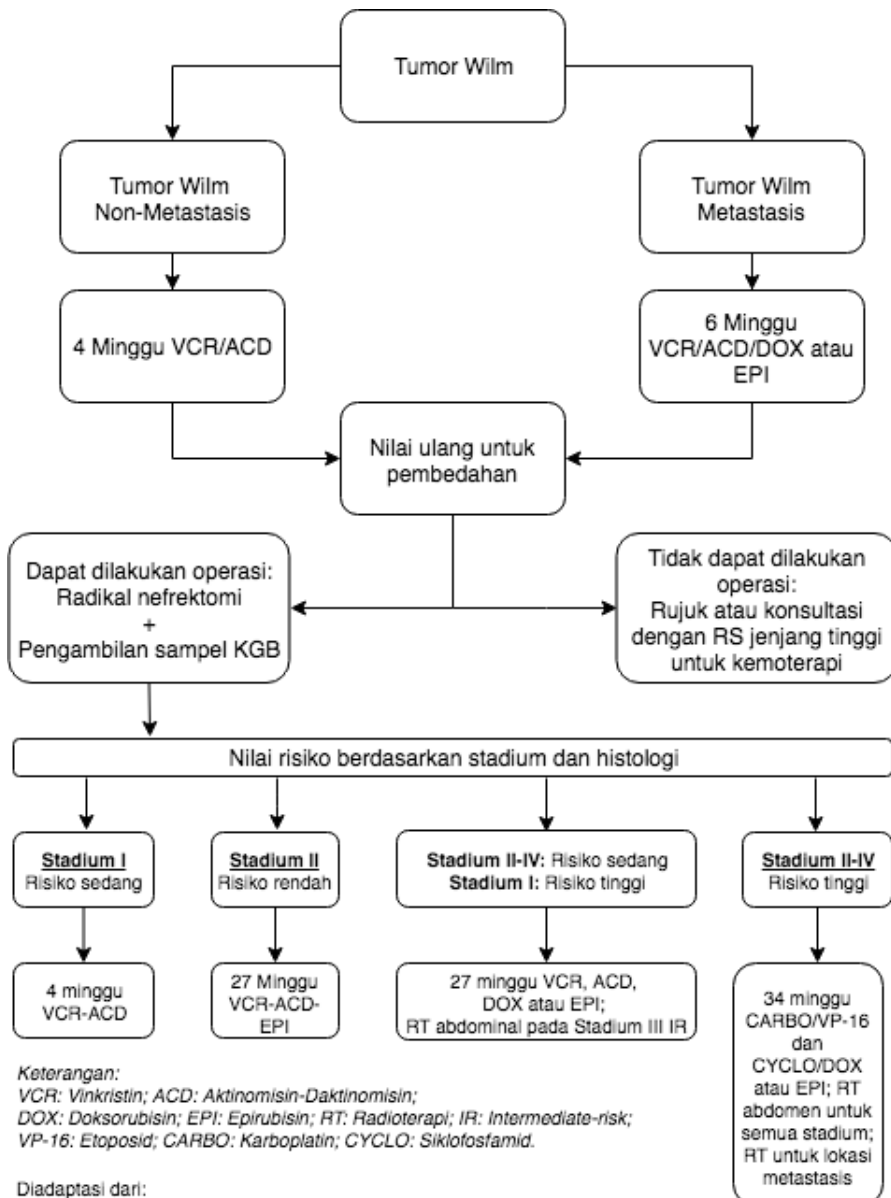 Tumor Wilm
Tumor Wilm
Non-Metastasis
Tumor Wilm
Metastasis
4 Minggu VCR/ACD
6 Minggu
VCR/ACD/DOX atau
EPI
Nilai ulang untuk
pembedahan
Dapat dilakukan operasi:
Radikal nefrektomi
+
Pengambilan sampel KGB
Tidak dapat dilakukan
operasi:
Rujuk atau konsultasi
dengan RS jenjang tinggi
untuk kemoterapi
Nilai risiko berdasarkan stadium dan histologi
Stadium I
Risiko sedang
Stadium II
Risiko rendah
Stadium II-IV: Risiko sedang
Stadium I: Risiko tinggi
Stadium II-IV
Risiko tinggi
4 minggu
VCR-ACD
27 Minggu
VCR-ACD-
EPI
27 minggu VCR, ACD,
DOX atau EPI;
RT abdominal pada Stadium III IR
34 minggu
CARBO/VP-16
dan
CYCLO/DOX
atau EPI; RT
abdomen untuk
semua stadium;
RT untuk lokasi
metastasis
Keterangan:
VCR: Vinkristin; ACD: Aktinomisin-Daktinomisin;
DOX: Doksorubisin; EPI: Epirubisin; RT: Radioterapi; IR: Intermediate-risk;
VP-16: Etoposid; CARBO: Karboplatin; CYCLO: Siklofosfamid.
Diadaptasi dari: